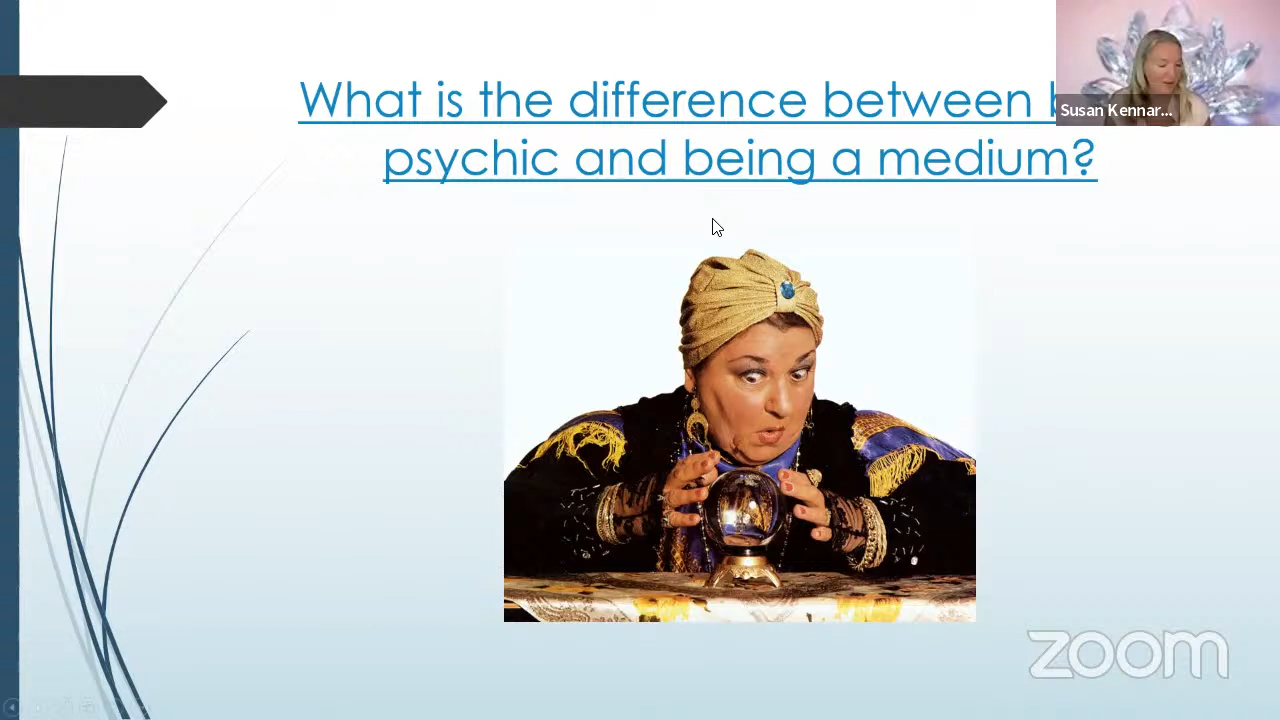 What is the difference between
psychic and being a medium?
Susan Kennar...
zoom